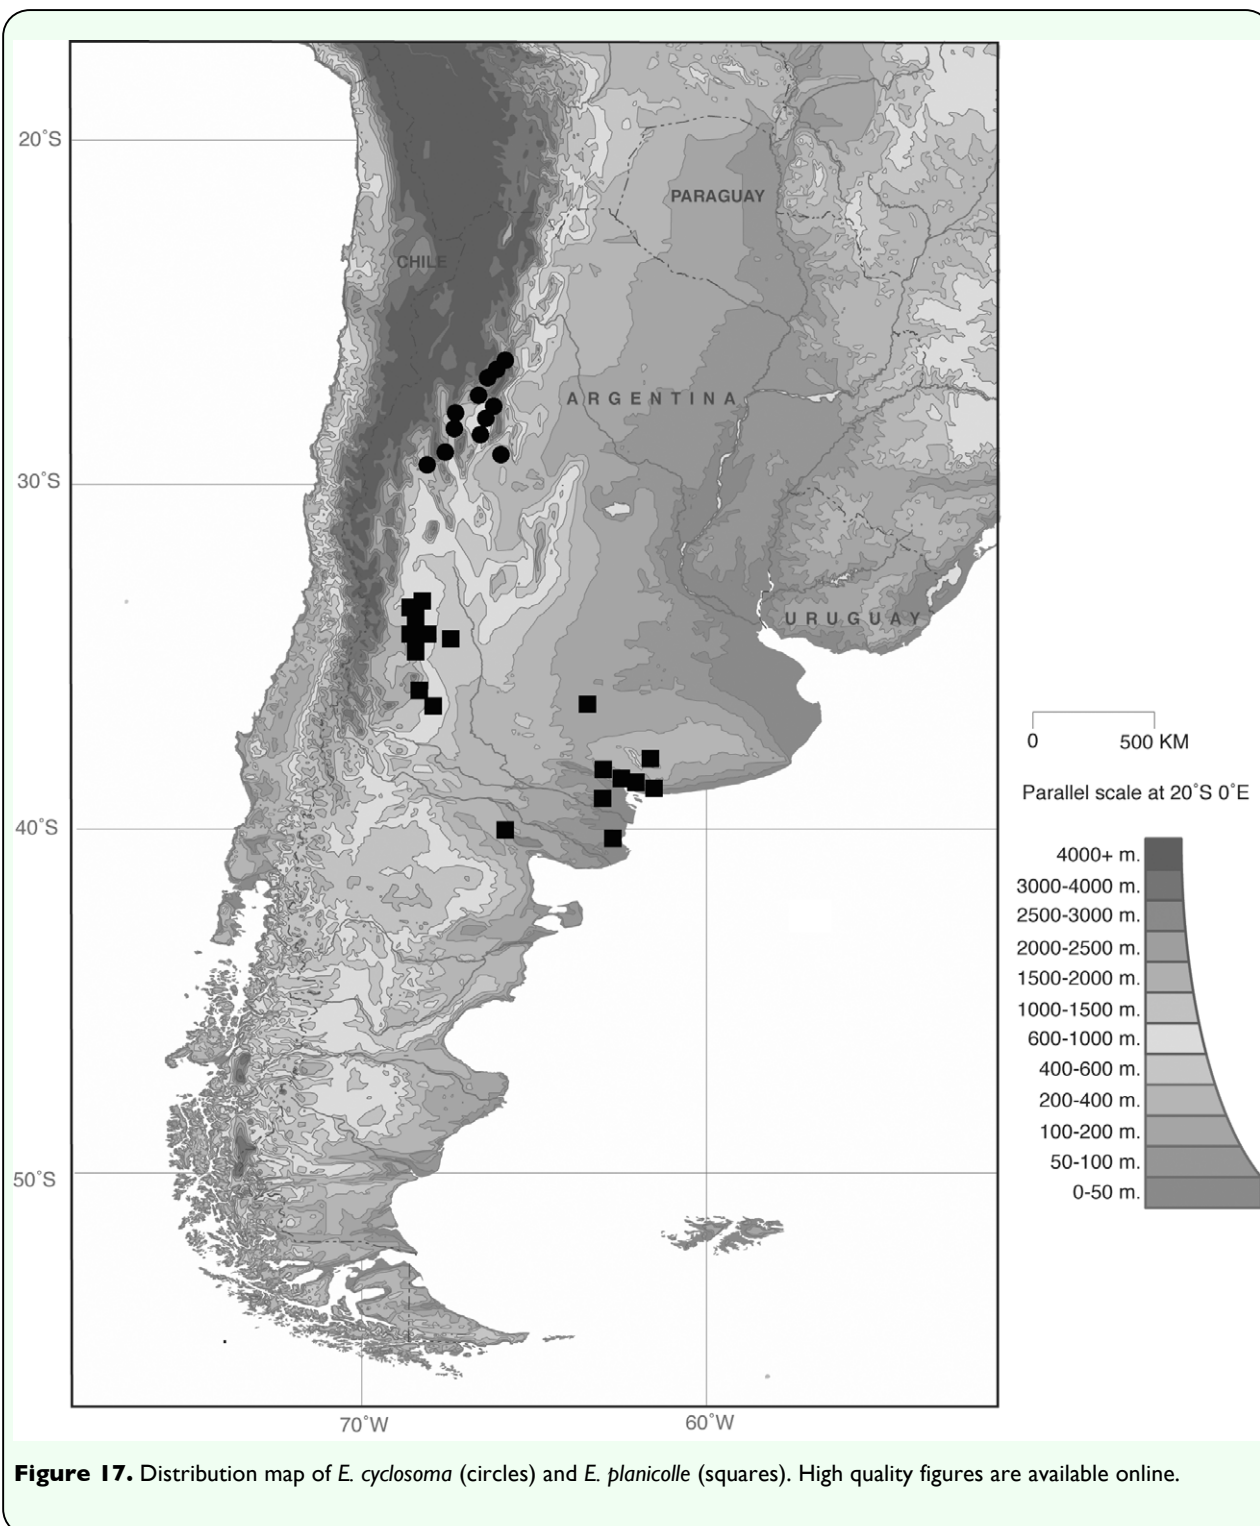 20°S
PARAGUAY
CHILE
ARGENTINA
30°S
URUGUAY
0 500 KM
Parallel scale at 20°S 0°E
40°S
4000+ m.
3000-4000 m.
2500-3000 m.
2000-2500 m.
1500-2000 m.
1000-1500 m.
600-1000 m.
400-600 m.
200-400 m.
100-200 m.
50-100 m.
0-50 m.
50°S
70°W 60°W
Figure 17. Distribution map of E. cyclosoma (circles) and E. planicolle (squares). High quality figures are available online.